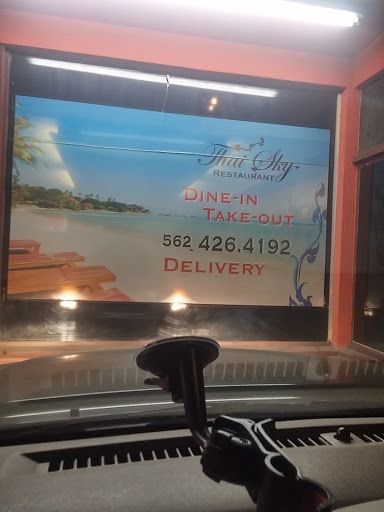 Thai Sky
RESTAURANT
DINE-IN
TAKE-OUT
562.426.4192
DELIVERY